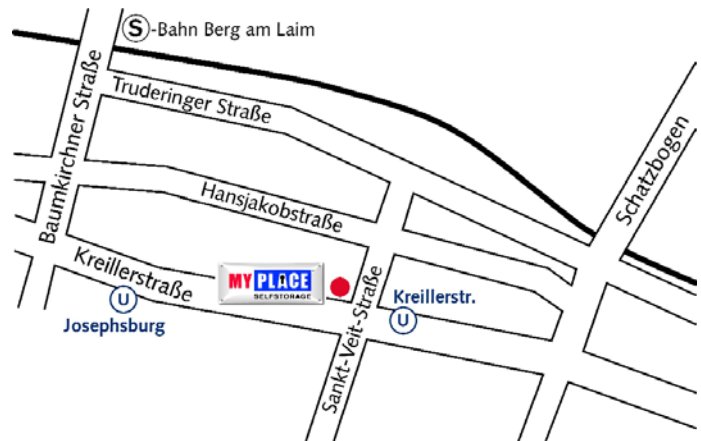 S-Bahn Berg am Laim
Baumkirchner Straße
Truderinger Straße
Schatzbogen
Hansjakobstraße
Kreillerstraße
MY PLACE
SELFSTORAGE
Sankt-Veit-Straße
Kreillerstr.
U
U
Josephsburg